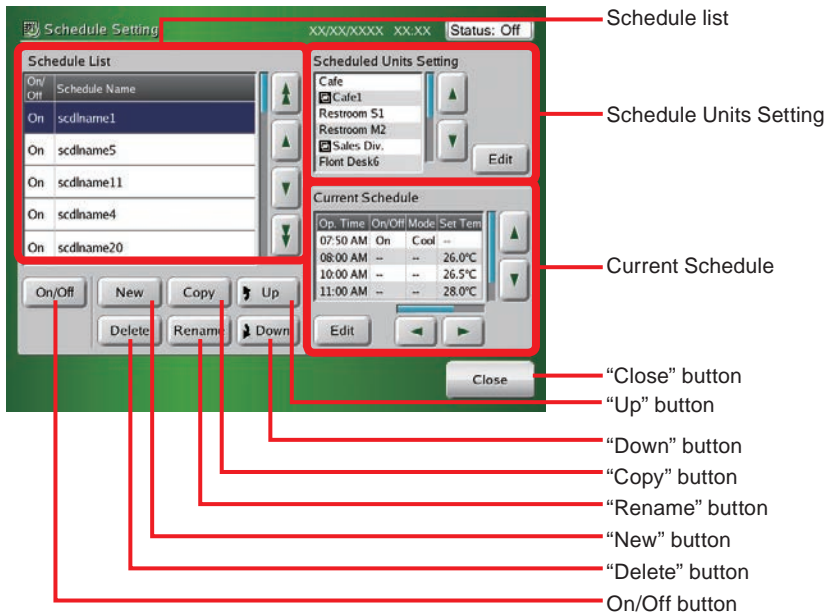 Schedule Setting XX/XX/XXXX XX:XX Status: Off
Schedule List
On/Off Schedule Name
On scdlname1
On scdlname5
On scdlname11
On scdlname4
On scdlname20
Scheduled Units Setting
Cafe
Cafe1
Restroom S1
Restroom M2
Sales Div.
Flont Desk6
Edit
Current Schedule
Op. Time On/Off Mode Set Tem
07:50 AM On Cool --
08:00 AM -- -- 26.0°C
10:00 AM -- -- 26.5°C
11:00 AM -- -- 28.0°C
Edit
On/Off New Copy Up
Delete Rename Down
Close
Schedule list
Schedule Units Setting
Current Schedule
“Close” button
“Up” button
“Down” button
“Copy” button
“Rename” button
“New” button
“Delete” button
On/Off button